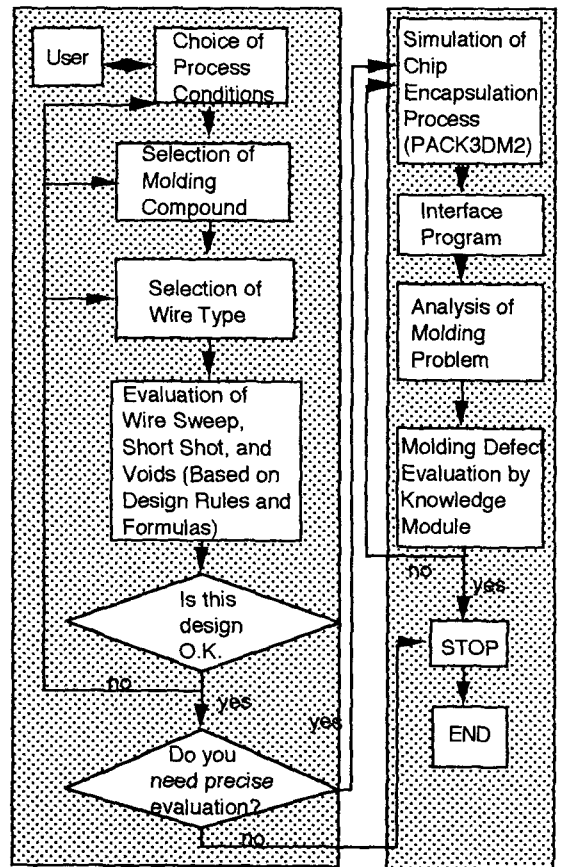 User
Choice of
Process
Conditions
Selection of
Molding
Compound
Selection of
Wire Type
Evaluation of
Wire Sweep,
Short Shot, and
Voids (Based on
Design Rules and
Formulas)
Is this
design
O.K.
no
yes
Do you
need precise
evaluation?
yes
no
Simulation of
Chip
Encapsulation
Process
(PACK3DM2)
Interface
Program
Analysis of
Molding
Problem
Molding Defect
Evaluation by
Knowledge
Module
no
yes
STOP
END